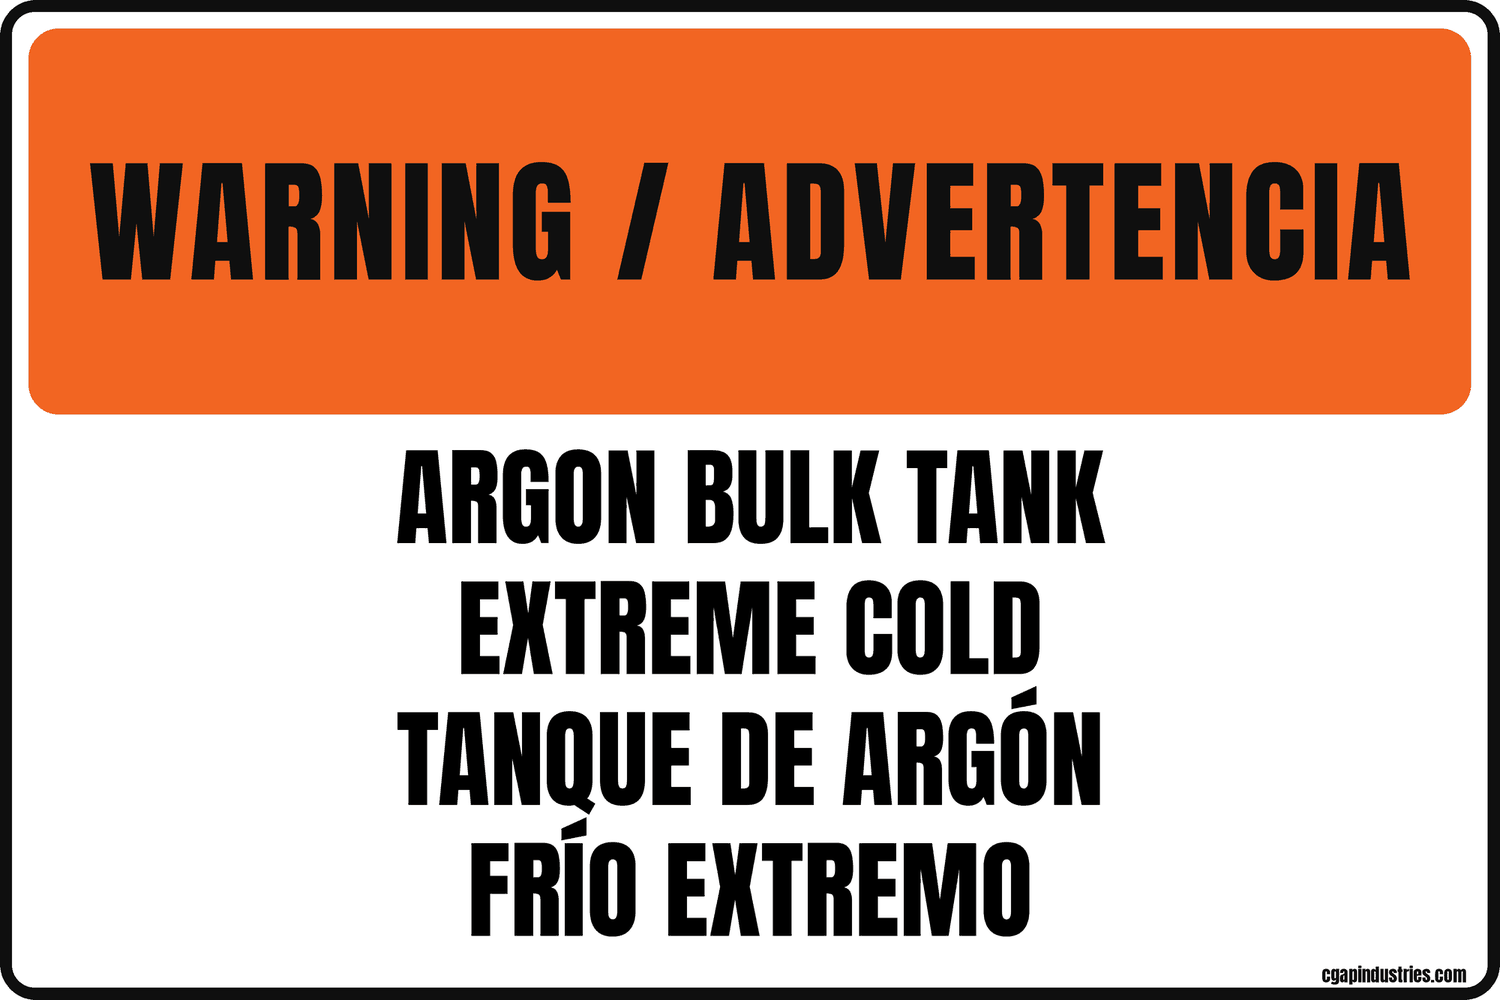 WARNING / ADVERTENCIA
ARGON BULK TANK
EXTREME COLD
TANQUE DE ARGÓN
FRÍO EXTREMO
cgapindustries.com